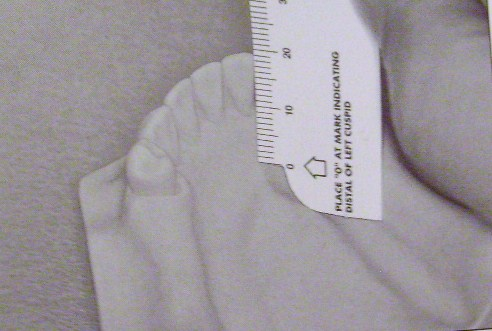 30
20
10
0
PLACE "0" AT MARK INDICATING
DISTAL OF LEFT CUSPID